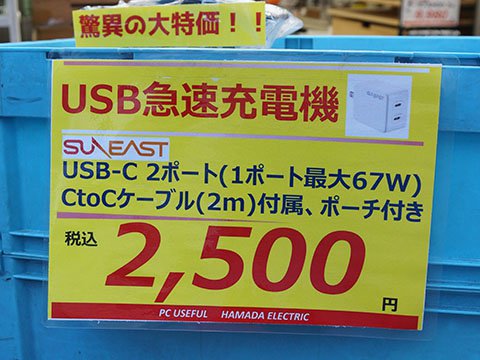 驚異の大特価！！
USB急速充電機
SUNEAST
SUNEAST
USB-C 2ポート(1ポート最大67W)
CtoCケーブル(2m)付属、ポーチ付き
税込
2,500
円
PC USEFUL HAMADA ELECTRIC